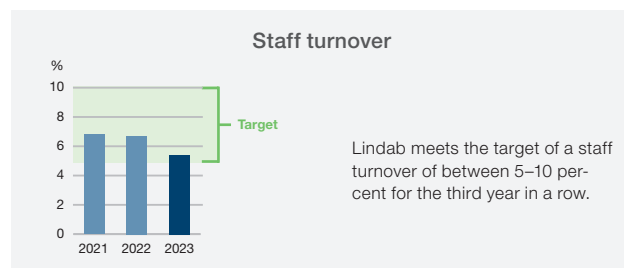 Staff turnover
%
10
8
6
4
2
0
2021 2022 2023
Target
Lindab meets the target of a staff
turnover of between 5–10 per-
cent for the third year in a row.